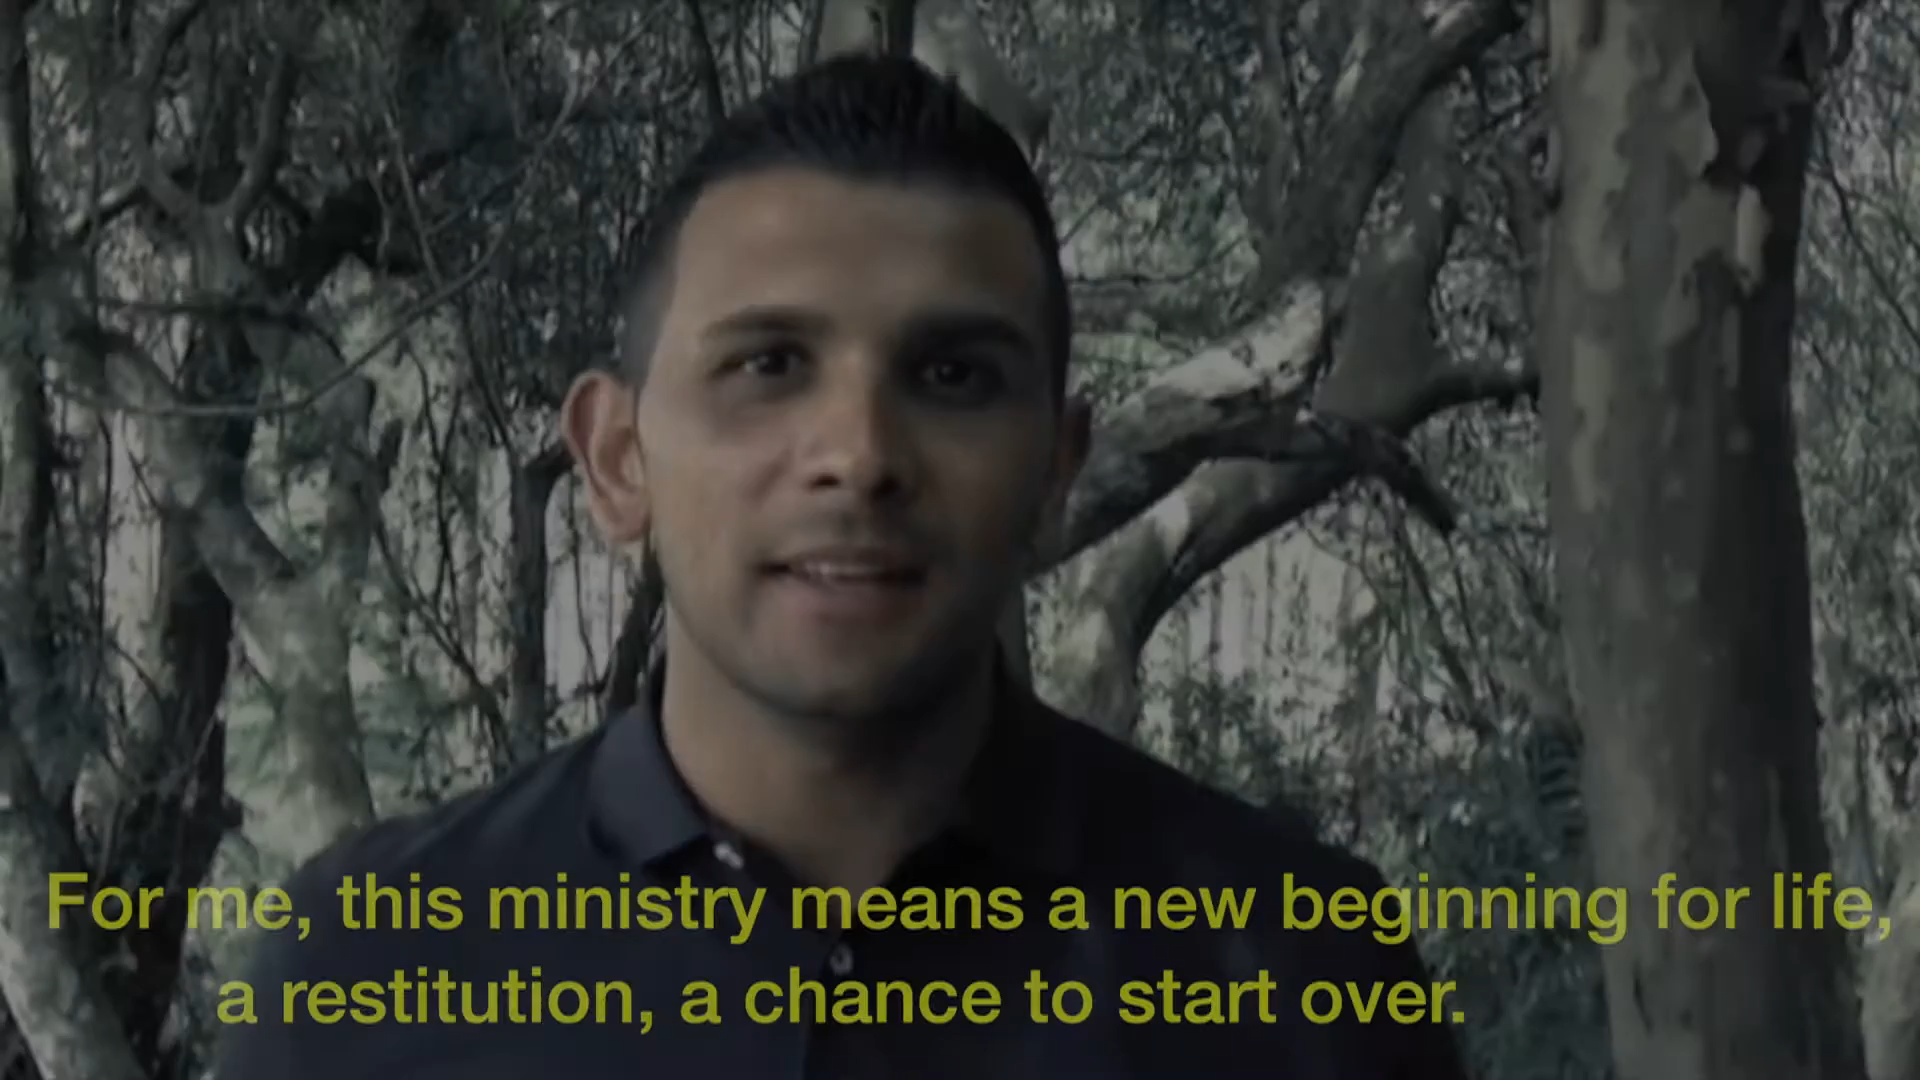 For me, this ministry means a new beginning for life,
a restitution, a chance to start over.